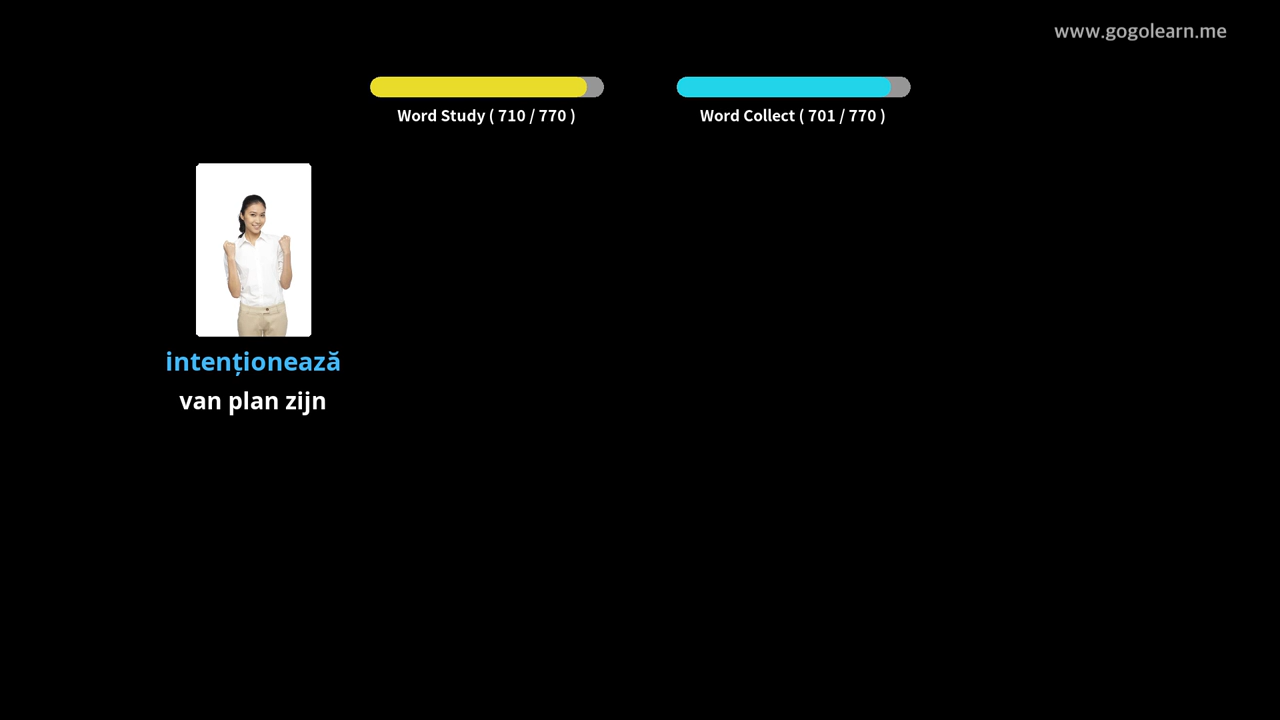 www.gogolearn.me
Word Study ( 710 / 770 )
Word Collect ( 701 / 770 )
intenționează
van plan zijn